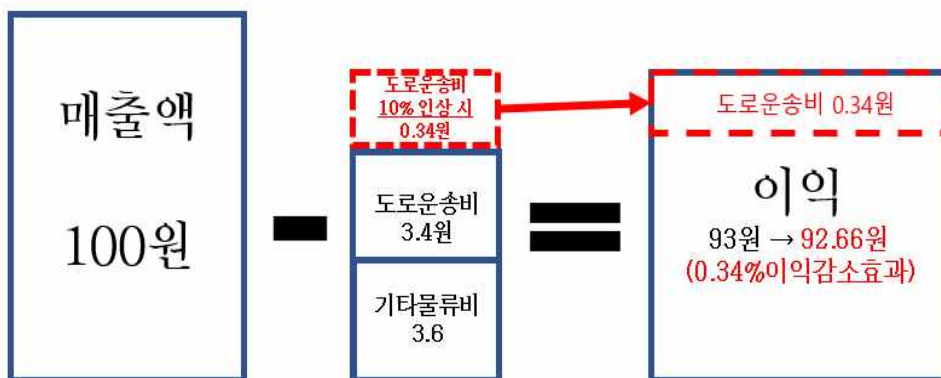 매출액
100원
도로운송비
10% 인상 시
0.34원
도로운송비
3.4원
기타물류비
3.6
도로운송비 0.34원
이익
93원 → 92.66원
(0.34%이익감소효과)